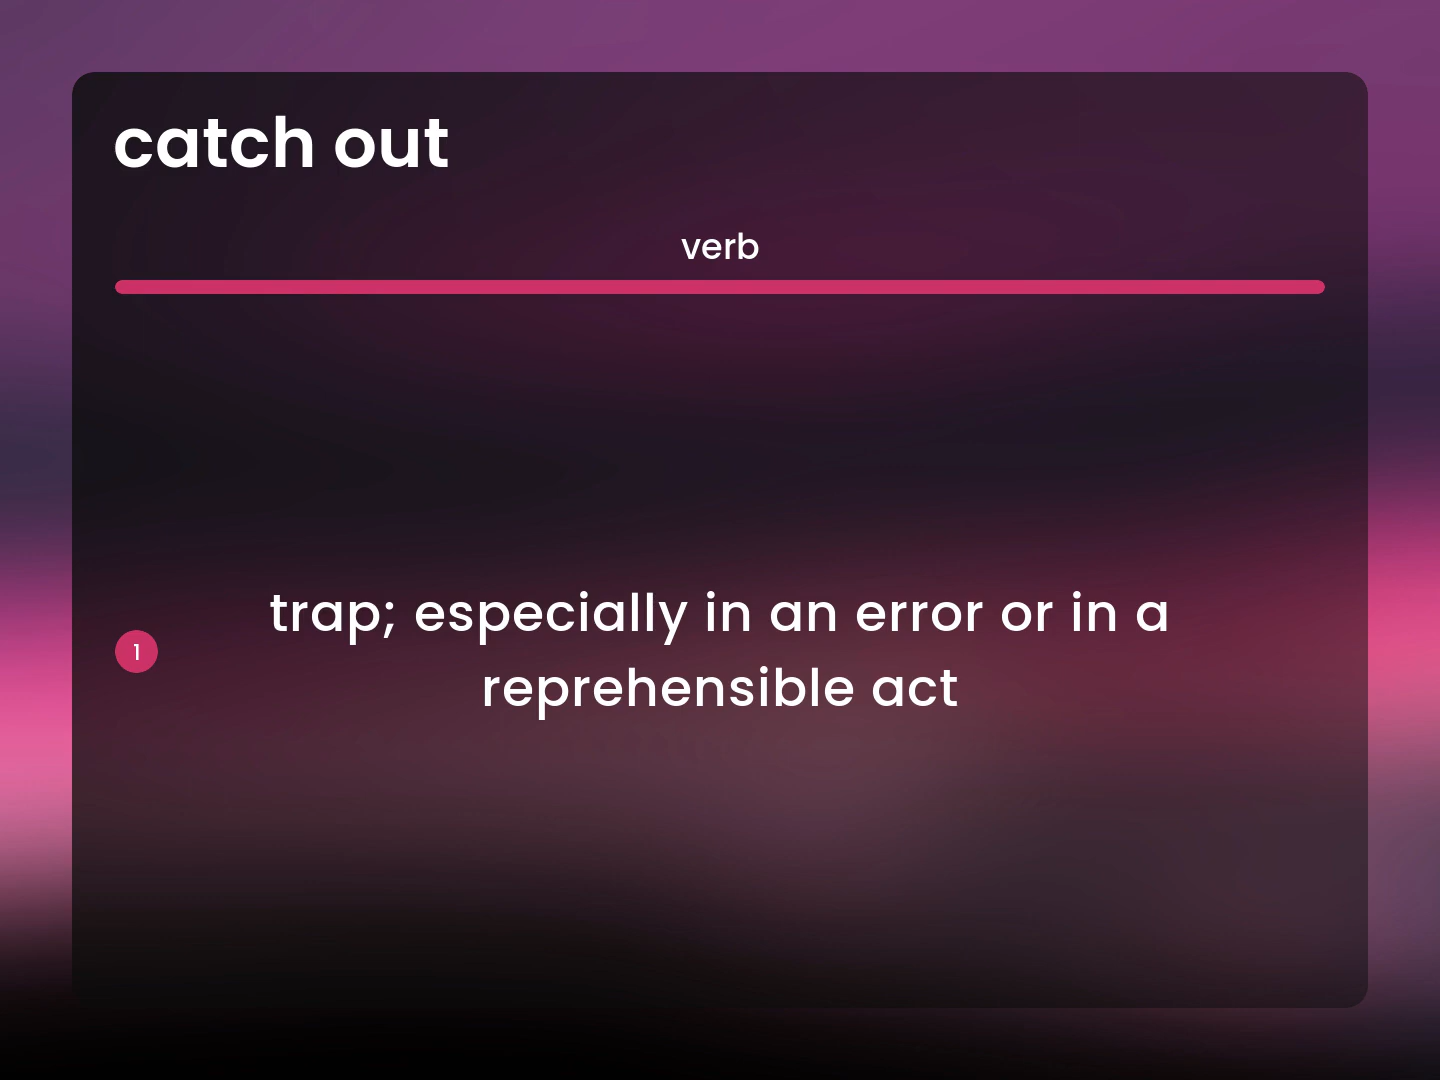 catch out
verb
1
trap; especially in an error or in a
reprehensible act